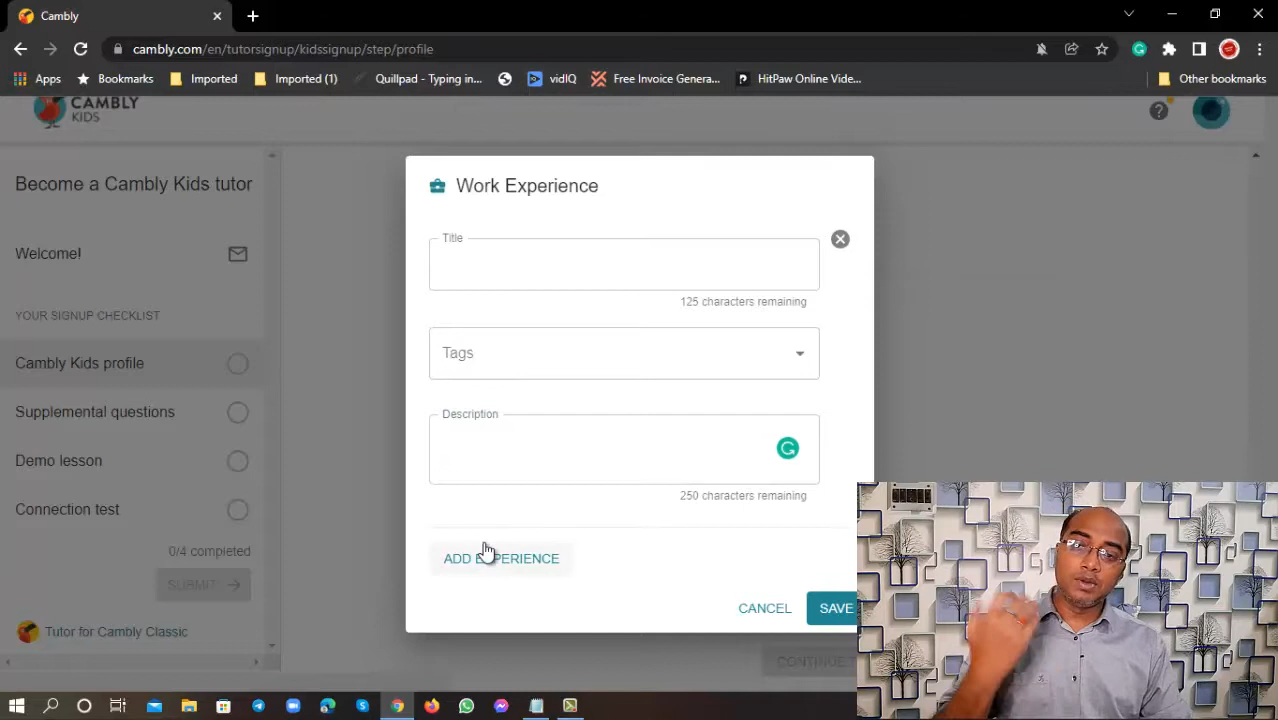 Cambly
cambly.com/en/tutorsignup/kidssignup/step/profile
Apps
Bookmarks
Imported
Imported (1)
Quillpad - Typing in...
vidIQ
Free Invoice Genera...
HitPaw Online Vide...
Other bookmarks
CAMBLY
KIDS
Become a Cambly Kids tutor
Welcome!
YOUR SIGNUP CHECKLIST
Cambly Kids profile
Supplemental questions
Demo lesson
Connection test
0/4 completed
SUBMIT
Tutor for Cambly Classic
Work Experience
Title
125 characters remaining
Tags
Description
250 characters remaining
ADD EXPERIENCE
CANCEL
SAVE
CONTINUE